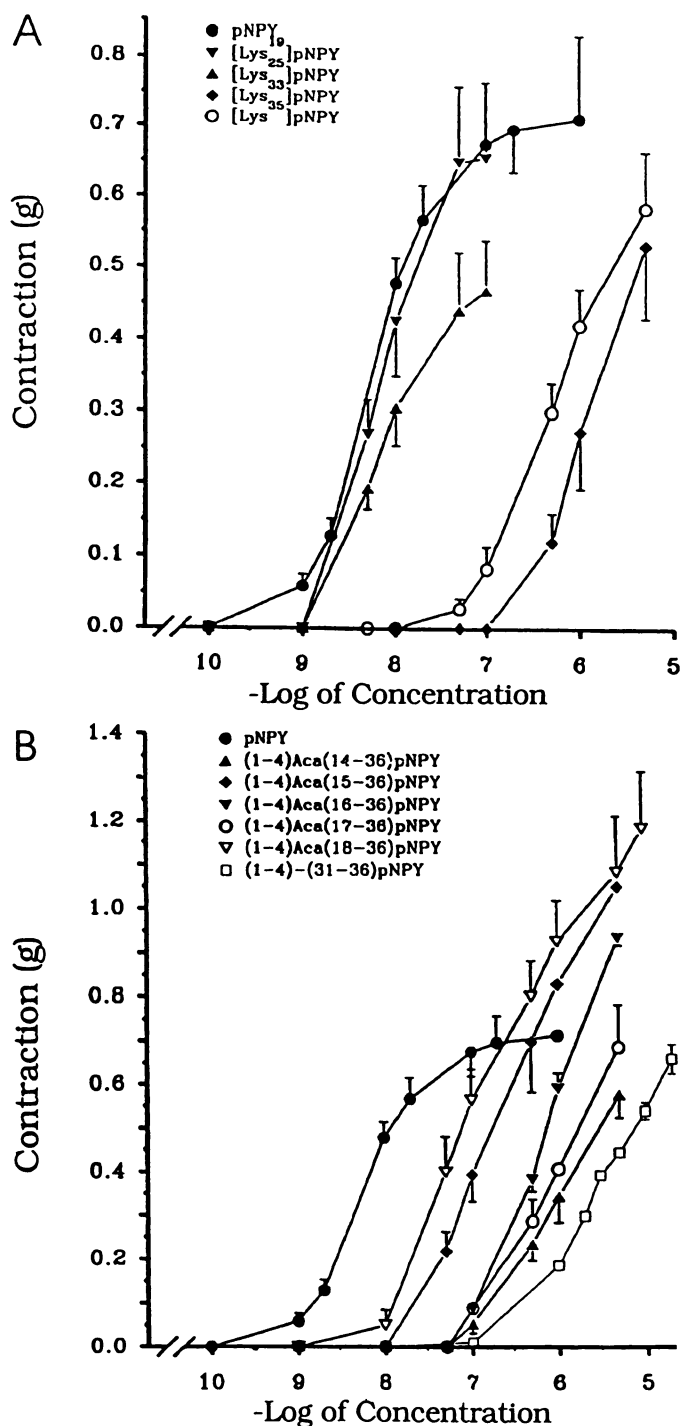 A
pNPY
[Lys19]pNPY
[Lys25]pNPY
[Lys33]pNPY
[Lys35]pNPY
Contraction (g)
0.8
0.7
0.6
0.5
0.4
0.3
0.2
0.1
0.0
10 9 8 7 6 5
-Log of Concentration
B
pNPY
(1-4)Aca(14-36)pNPY
(1-4)Aca(15-36)pNPY
(1-4)Aca(16-36)pNPY
(1-4)Aca(17-36)pNPY
(1-4)Aca(18-36)pNPY
(1-4)-(31-36)pNPY
Contraction (g)
1.4
1.2
1.0
0.8
0.6
0.4
0.2
0.0
10 9 8 7 6 5
-Log of Concentration